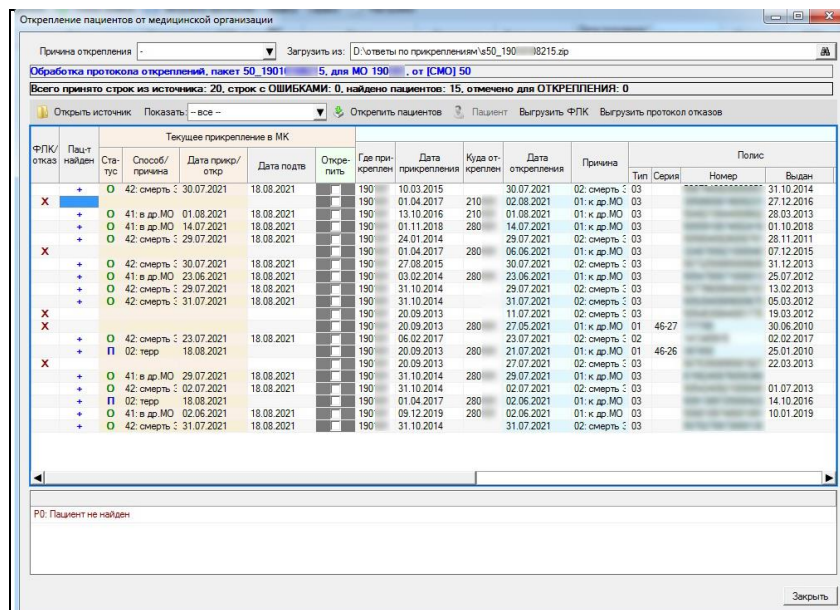 Открепление пациентов от медицинской организации
Причина открепления - Загрузить из: D:\ответы по прикреплениям\s50_190 8215.zip
Обработка протокола откреплений, пакет 50_1901 5, для МО 190 , от [СМО] 50
Всего принято строк из источника: 20, строк с ОШИБКАМИ: 0, найдено пациентов: 15, отмечено для ОТКРЕПЛЕНИЯ: 0
Открыть источник Показать: -- все -- Открепить пациентов Пациент Выгрузить ФЛК Выгрузить протокол отказов
ФЛК/отказ Пац-т найден Текущее прикрепление в МК Где при-креплен Дата прикрепления Куда от-креплен Дата открепления Причина Полис
Ста-тус Способ/причина Дата прикр/откр Дата подтв Откре-пить Тип Серия Номер Выдан
+ О 42: смерть З 30.07.2021 18.08.2021 190 10.03.2015 30.07.2021 02: смерть З 03 31.10.2014
X 190 01.04.2017 210 02.08.2021 01: к др.МО 03 27.12.2016
+ О 41: в др.МО 01.08.2021 18.08.2021 190 13.10.2016 210 01.08.2021 01: к др.МО 03 28.03.2013
+ О 41: в др.МО 14.07.2021 18.08.2021 190 01.11.2018 280 14.07.2021 01: к др.МО 03 01.10.2018
+ О 42: смерть З 29.07.2021 18.08.2021 190 24.01.2014 29.07.2021 02: смерть З 03 28.11.2011
X 190 01.04.2017 280 06.06.2021 01: к др.МО 03 07.12.2015
+ О 42: смерть З 30.07.2021 18.08.2021 190 27.08.2015 30.07.2021 02: смерть З 03 31.12.2013
+ О 41: в др.МО 23.06.2021 18.08.2021 190 03.02.2014 280 23.06.2021 01: к др.МО 03 25.07.2012
+ О 42: смерть З 29.07.2021 18.08.2021 190 31.10.2014 29.07.2021 02: смерть З 03 13.02.2013
+ О 42: смерть З 31.07.2021 18.08.2021 190 31.10.2014 31.07.2021 02: смерть З 03 05.03.2012
X 190 20.09.2013 11.07.2021 02: смерть З 03 19.03.2012
X 190 20.09.2013 280 27.05.2021 01: к др.МО 01 46-27 30.06.2010
+ О 42: смерть З 23.07.2021 18.08.2021 190 06.02.2017 23.07.2021 02: смерть З 02 02.02.2017
+ П 02: терр 18.08.2021 190 20.09.2013 280 21.07.2021 01: к др.МО 01 46-26 25.01.2010
X 190 20.09.2013 27.07.2021 02: смерть З 03 22.03.2013
+ О 41: в др.МО 29.07.2021 18.08.2021 190 31.10.2014 280 29.07.2021 01: к др.МО 03
+ О 42: смерть З 02.07.2021 18.08.2021 190 31.10.2014 02.07.2021 02: смерть З 03 01.07.2013
+ П 02: терр 18.08.2021 190 01.04.2017 280 02.06.2021 01: к др.МО 03 14.10.2016
+ О 41: в др.МО 02.06.2021 18.08.2021 190 09.12.2019 280 02.06.2021 01: к др.МО 03 10.01.2019
+ О 42: смерть З 31.07.2021 18.08.2021 190 31.10.2014 31.07.2021 02: смерть З 03
P0: Пациент не найден
Закрыть